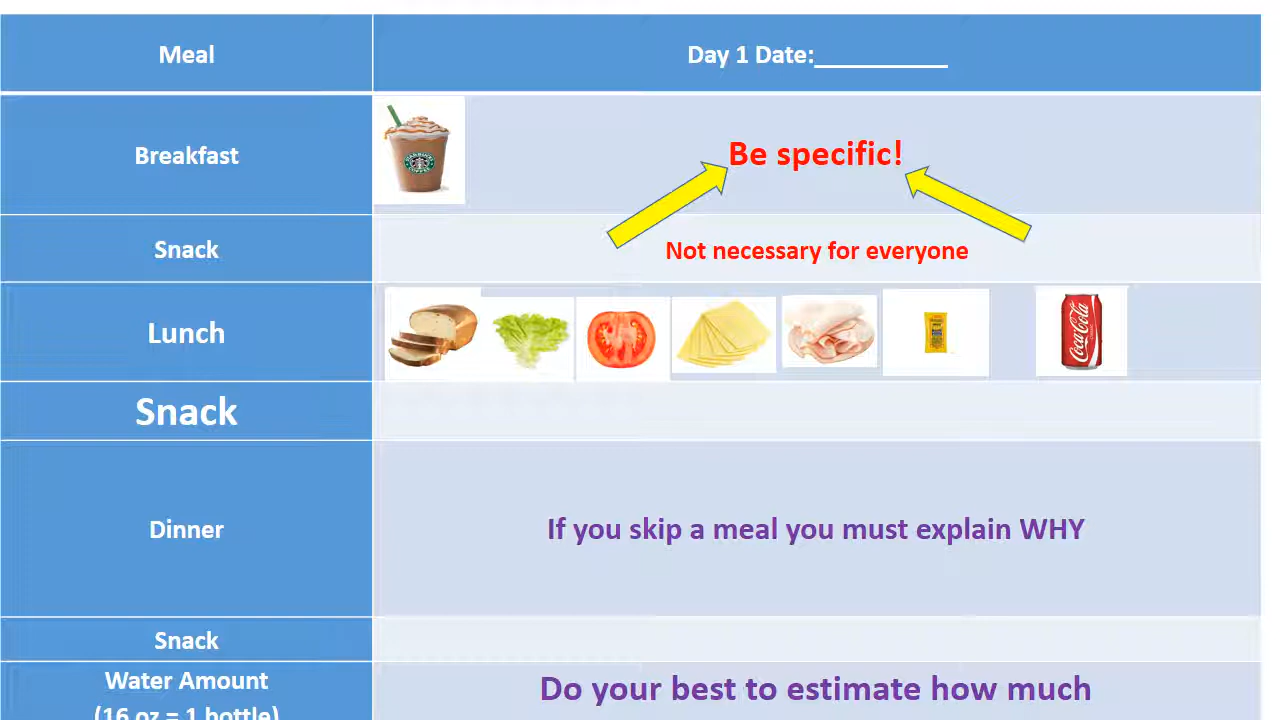 Meal
Day 1 Date:__________
Breakfast
Be specific!
Snack
Not necessary for everyone
Lunch
Coca-Cola
Snack
Dinner
If you skip a meal you must explain WHY
Snack
Water Amount
(16 oz = 1 bottle)
Do your best to estimate how much